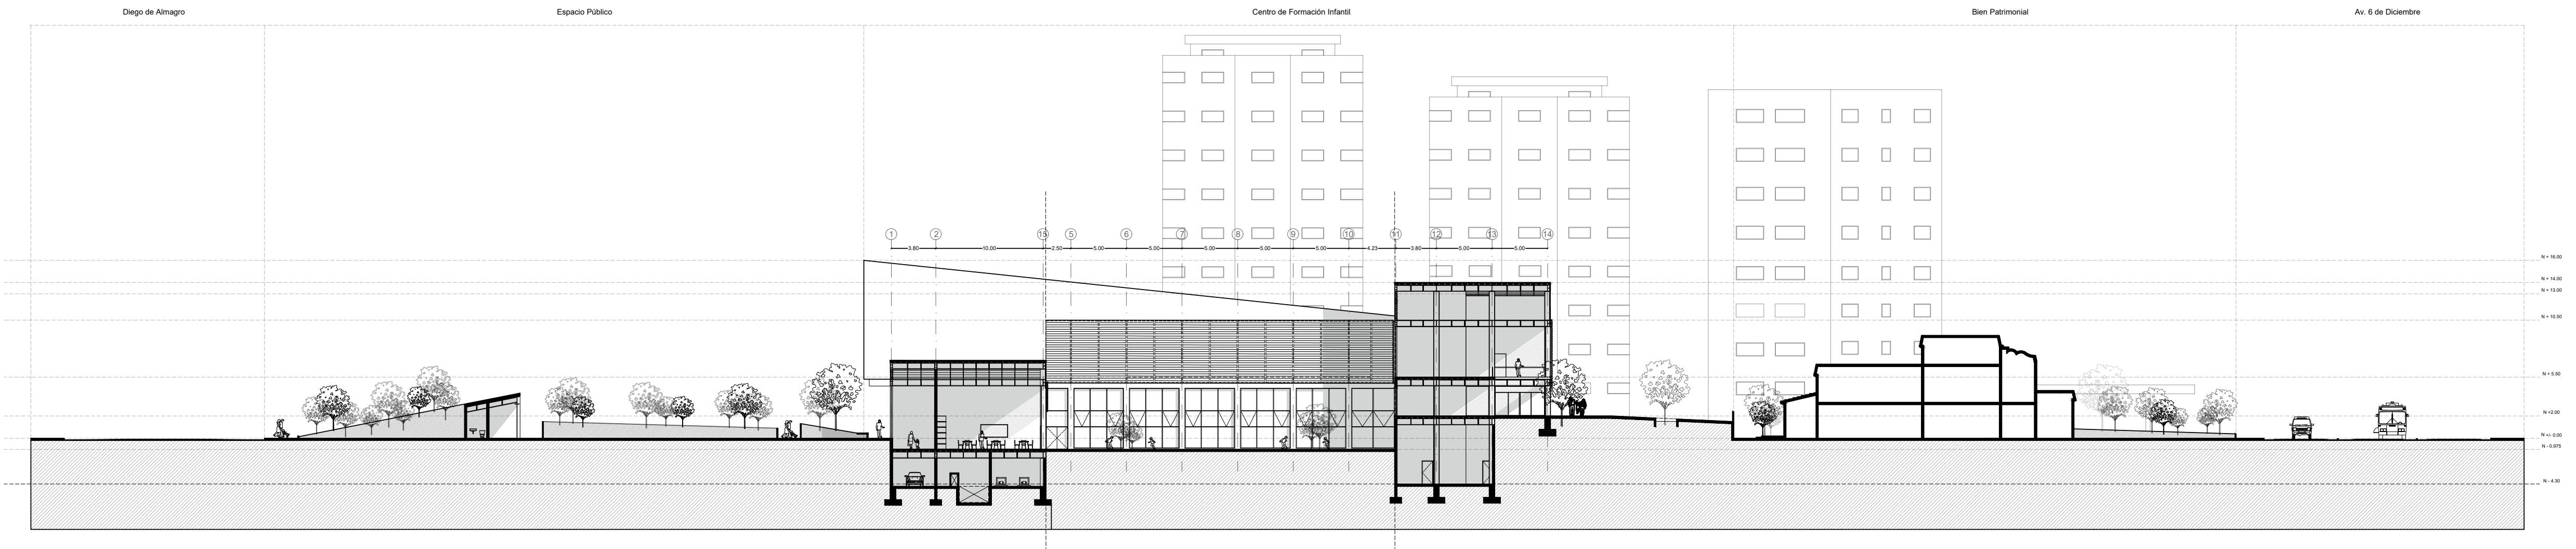 Diego de Almagro
Espacio Público
Centro de Formación Infantil
Bien Patrimonial
Av. 6 de Diciembre
1 2 15 5 6 7 8 9 10 11 12 13 14
3.80 10.00 2.50 5.00 5.00 5.00 5.00 5.00 4.23 3.80 5.00 5.00
N + 16.00
N + 14.00
N + 13.00
N + 10.50
N + 5.50
N +2.00
N +/- 0.00
N - 0.975
N - 4.30